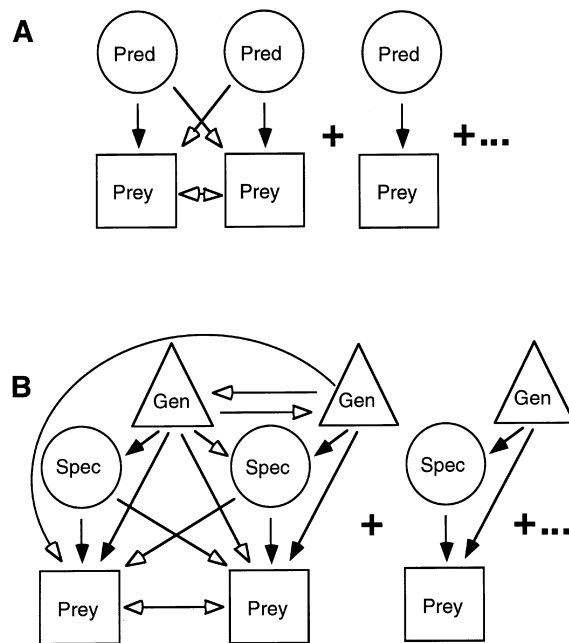 A
Pred Pred Pred
+ +...
Prey Prey Prey
B
Gen Gen Gen
Spec Spec Spec
+ +...
Prey Prey Prey